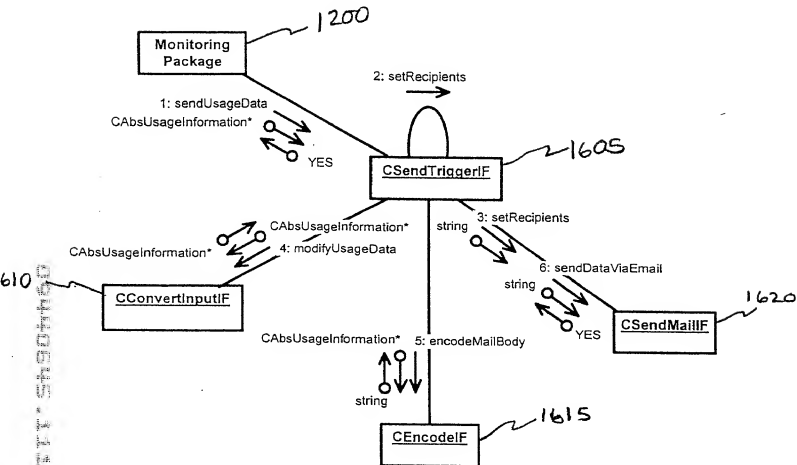 1200
Monitoring
Package
2: setRecipients
1: sendUsageData
CAbsUsageInformation*
YES
1605
CSendTriggerIF
CAbsUsageInformation*
CAbsUsageInformation*
4: modifyUsageData
string
3: setRecipients
6: sendDataViaEmail
string
YES
610
CConvertInputIF
1620
CSendMailIF
CAbsUsageInformation*
5: encodeMailBody
string
1615
CEncodeIF